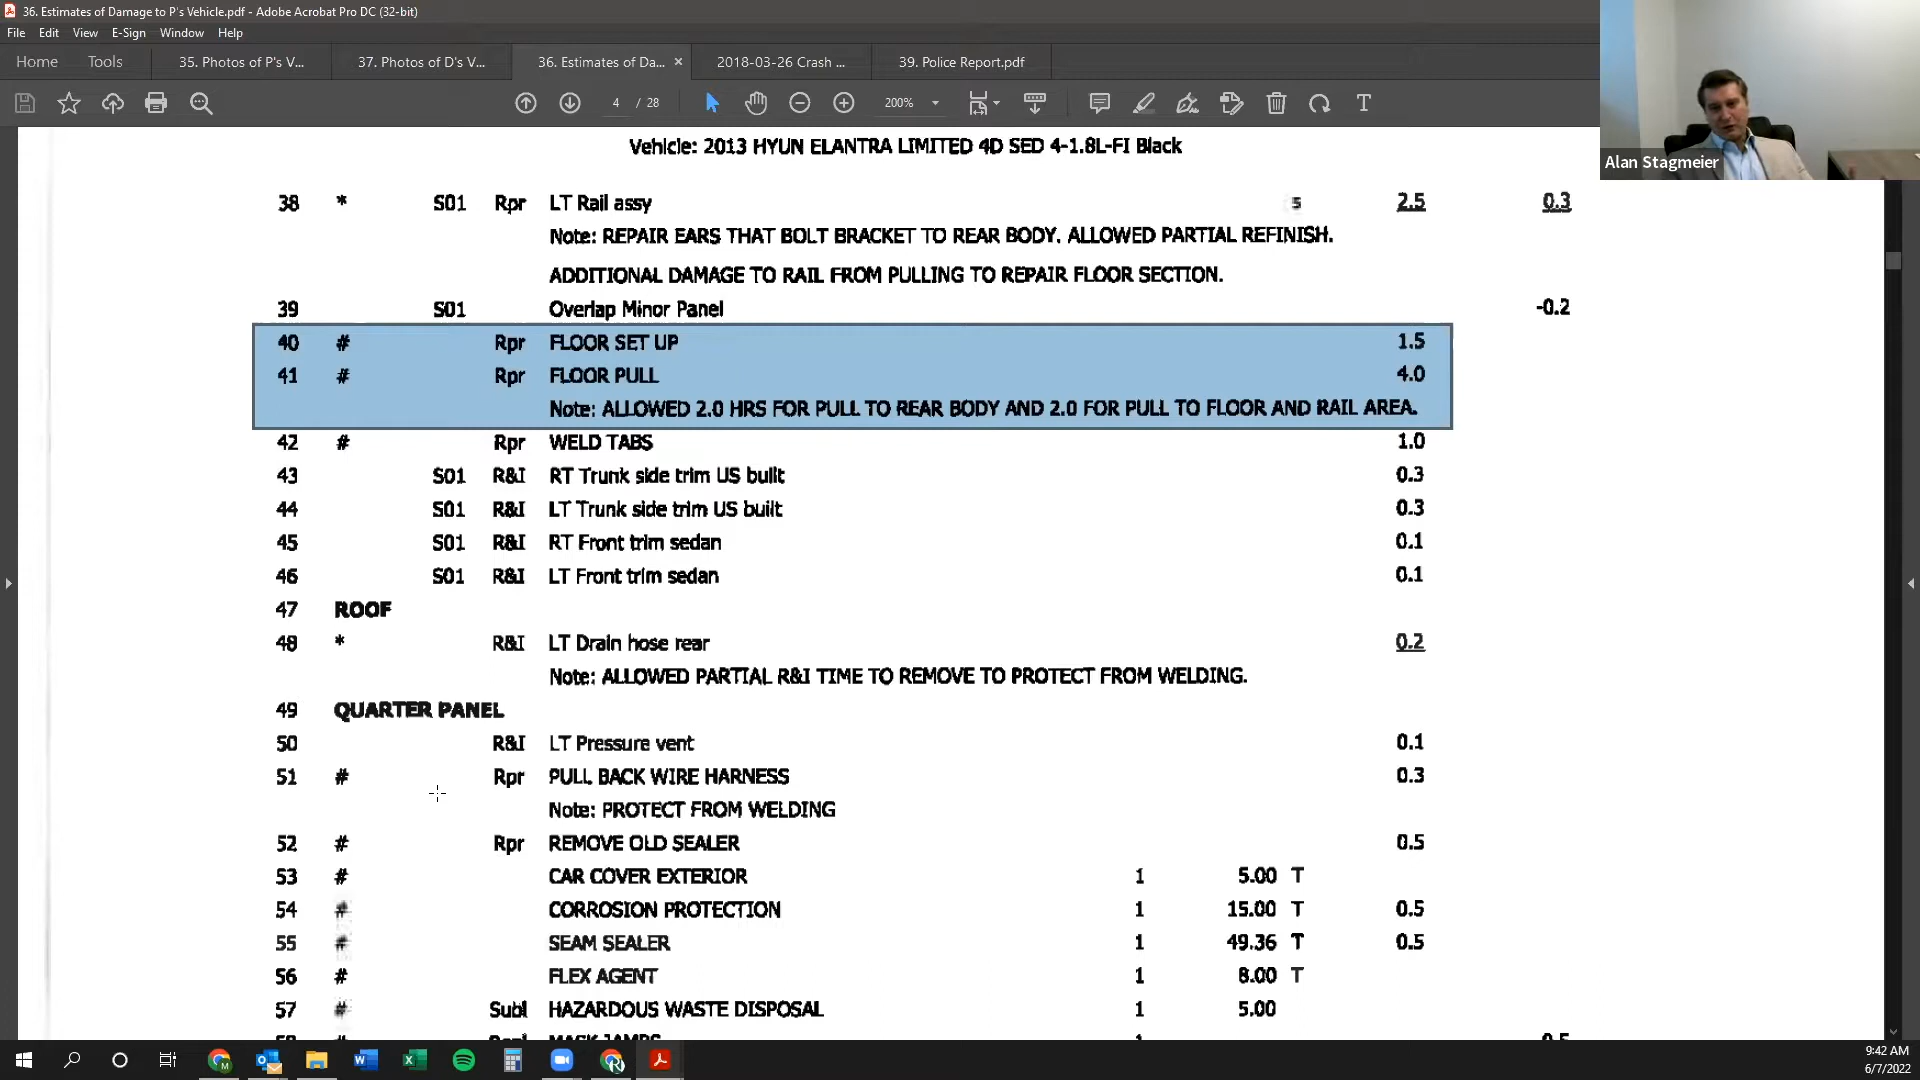 36. Estimates of Damage to P's Vehicle.pdf - Adobe Acrobat Pro DC (32-bit)
File Edit View E-Sign Window Help
Home Tools 35. Photos of P's V... 37. Photos of D's V... 36. Estimates of Da... × 2018-03-26 Crash ... 39. Police Report.pdf
4 / 28 200%
Alan Stagmeier
Vehicle: 2013 HYUN ELANTRA LIMITED 4D SED 4-1.8L-FI Black
38 * S01 Rpr LT Rail assy s 2.5 0.3
Note: REPAIR EARS THAT BOLT BRACKET TO REAR BODY. ALLOWED PARTIAL REFINISH.
ADDITIONAL DAMAGE TO RAIL FROM PULLING TO REPAIR FLOOR SECTION.
39 S01 Overlap Minor Panel -0.2
40 # Rpr FLOOR SET UP 1.5
41 # Rpr FLOOR PULL 4.0
Note: ALLOWED 2.0 HRS FOR PULL TO REAR BODY AND 2.0 FOR PULL TO FLOOR AND RAIL AREA.
42 # Rpr WELD TABS 1.0
43 S01 R&I RT Trunk side trim US built 0.3
44 S01 R&I LT Trunk side trim US built 0.3
45 S01 R&I RT Front trim sedan 0.1
46 S01 R&I LT Front trim sedan 0.1
47 ROOF
48 * R&I LT Drain hose rear 0.2
Note: ALLOWED PARTIAL R&I TIME TO REMOVE TO PROTECT FROM WELDING.
49 QUARTER PANEL
50 R&I LT Pressure vent 0.1
51 # Rpr PULL BACK WIRE HARNESS 0.3
Note: PROTECT FROM WELDING
52 # Rpr REMOVE OLD SEALER 0.5
53 # CAR COVER EXTERIOR 1 5.00 T
54 # CORROSION PROTECTION 1 15.00 T 0.5
55 # SEAM SEALER 1 49.36 T 0.5
56 # FLEX AGENT 1 8.00 T
57 # Subl HAZARDOUS WASTE DISPOSAL 1 5.00
9:42 AM
6/7/2022